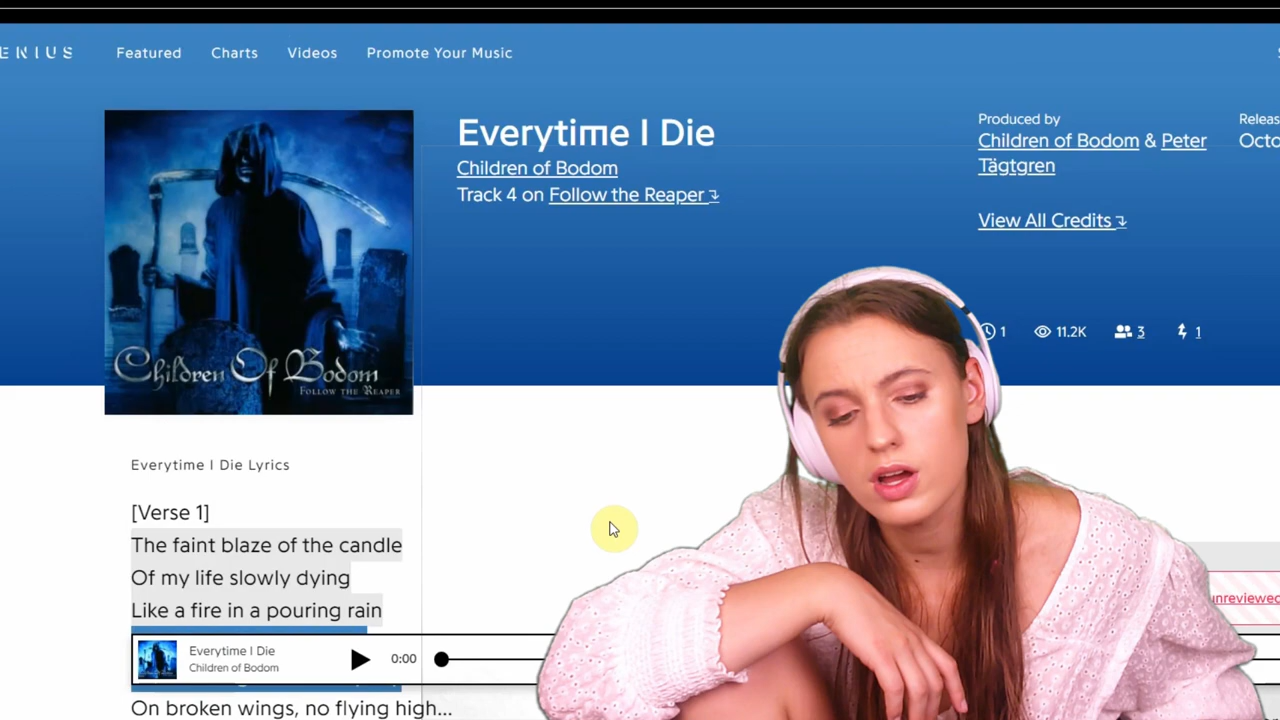 ENIUS Featured Charts Videos Promote Your Music
Everytime I Die
Children of Bodom
Track 4 on Follow the Reaper
Produced by
Children of Bodom & Peter
Tägtgren
View All Credits
1 11.2K 3 1
Children Of Bodom
FOLLOW THE REAPER
Everytime I Die Lyrics
[Verse 1]
The faint blaze of the candle
Of my life slowly dying
Like a fire in a pouring rain
Everytime I Die
Children of Bodom
0:00
unreviewed
On broken wings, no flying high...